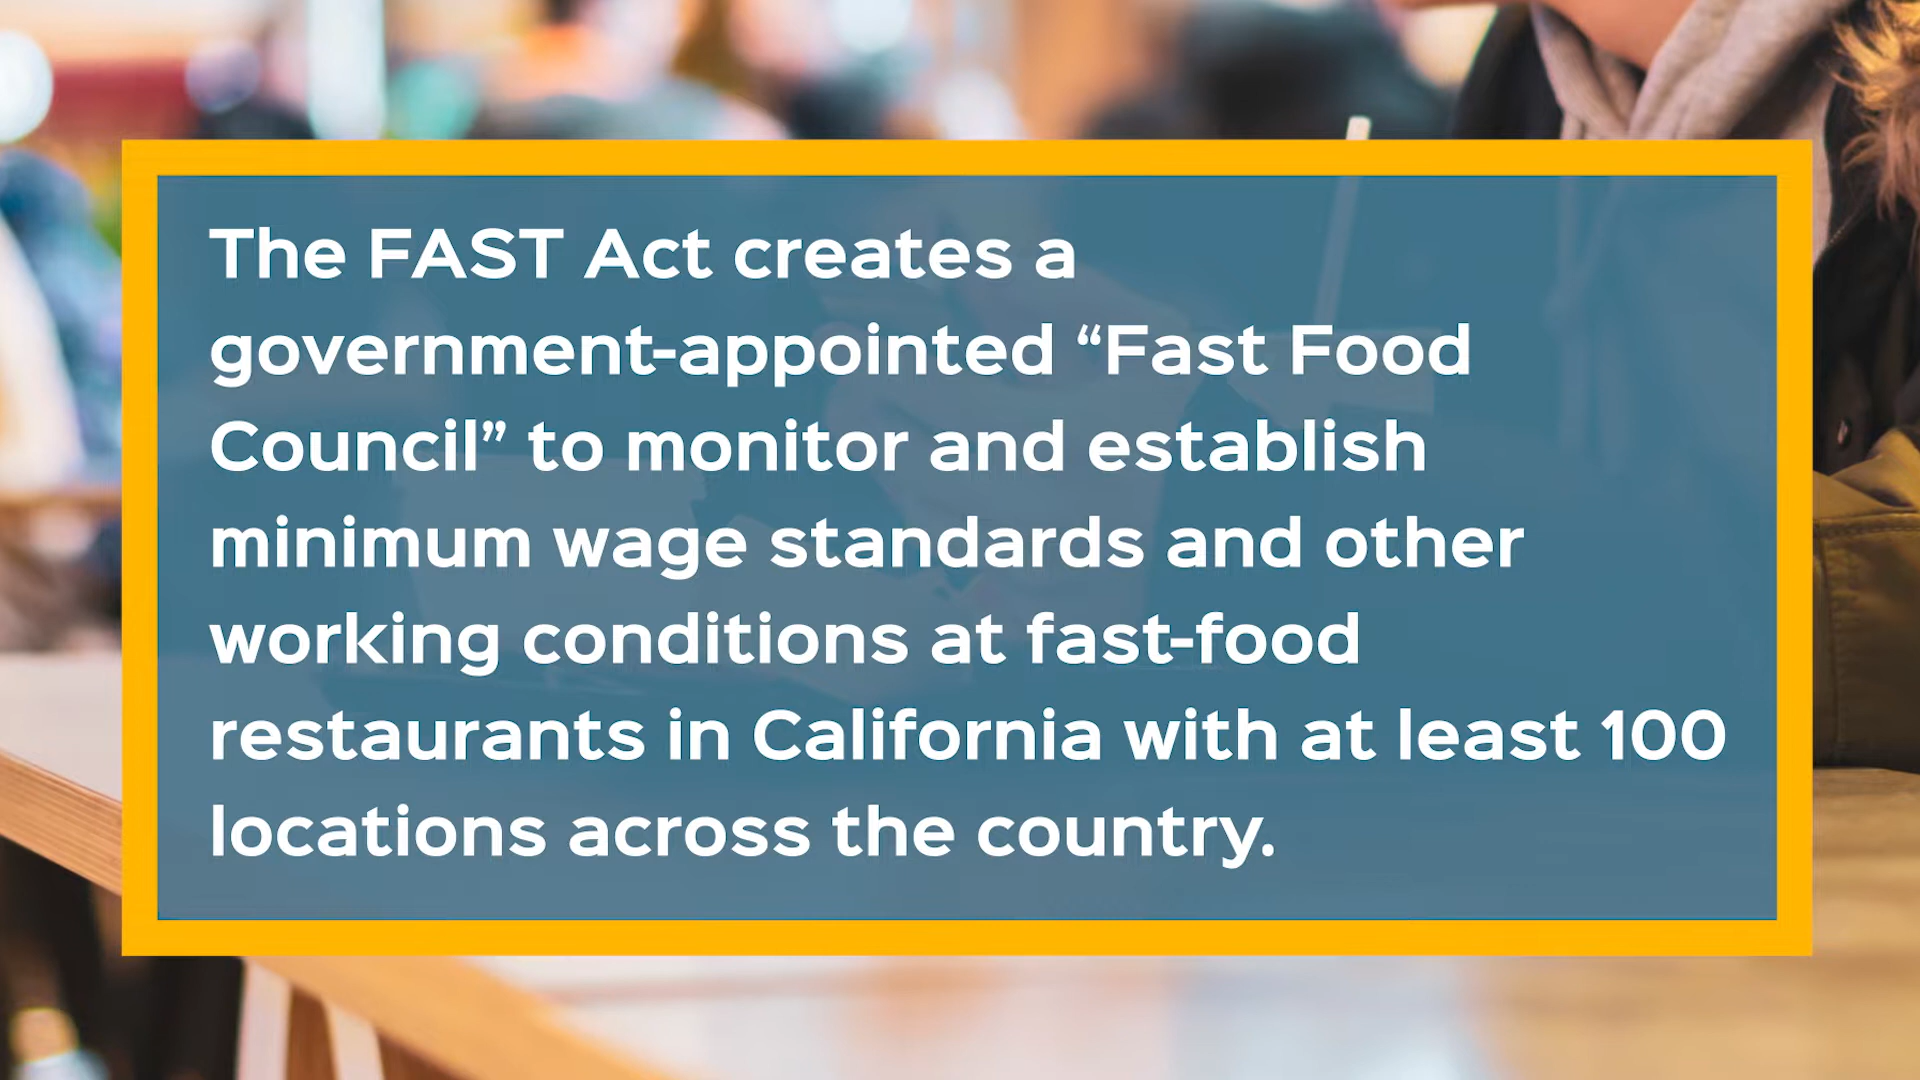 The FAST Act creates a
government-appointed “Fast Food
Council” to monitor and establish
minimum wage standards and other
working conditions at fast-food
restaurants in California with at least 100
locations across the country.